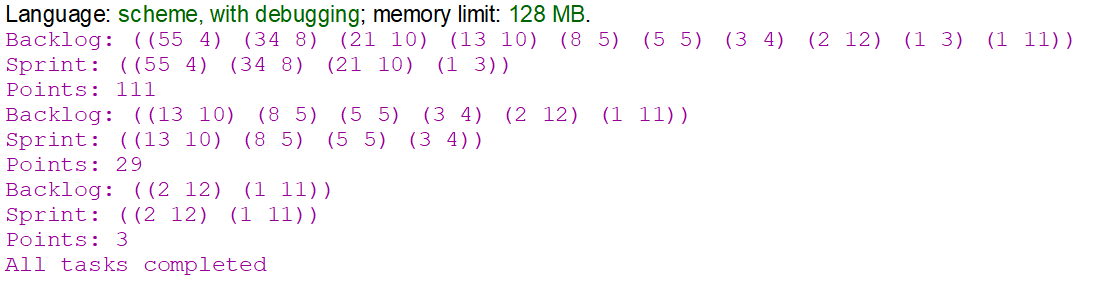 Language: scheme, with debugging; memory limit: 128 MB.
Backlog: ((55 4) (34 8) (21 10) (13 10) (8 5) (5 5) (3 4) (2 12) (1 3) (1 11))
Sprint: ((55 4) (34 8) (21 10) (1 3))
Points: 111
Backlog: ((13 10) (8 5) (5 5) (3 4) (2 12) (1 11))
Sprint: ((13 10) (8 5) (5 5) (3 4))
Points: 29
Backlog: ((2 12) (1 11))
Sprint: ((2 12) (1 11))
Points: 3
All tasks completed